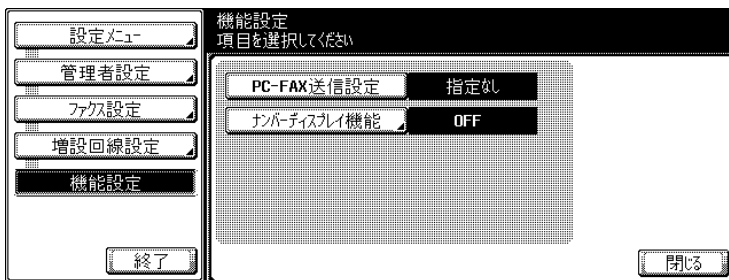 設定メニュー
管理者設定
ファクス設定
増設回線設定
機能設定
終了
機能設定
項目を選択してください
PC-FAX送信設定 指定なし
ナンバーディスプレイ機能 OFF
閉じる